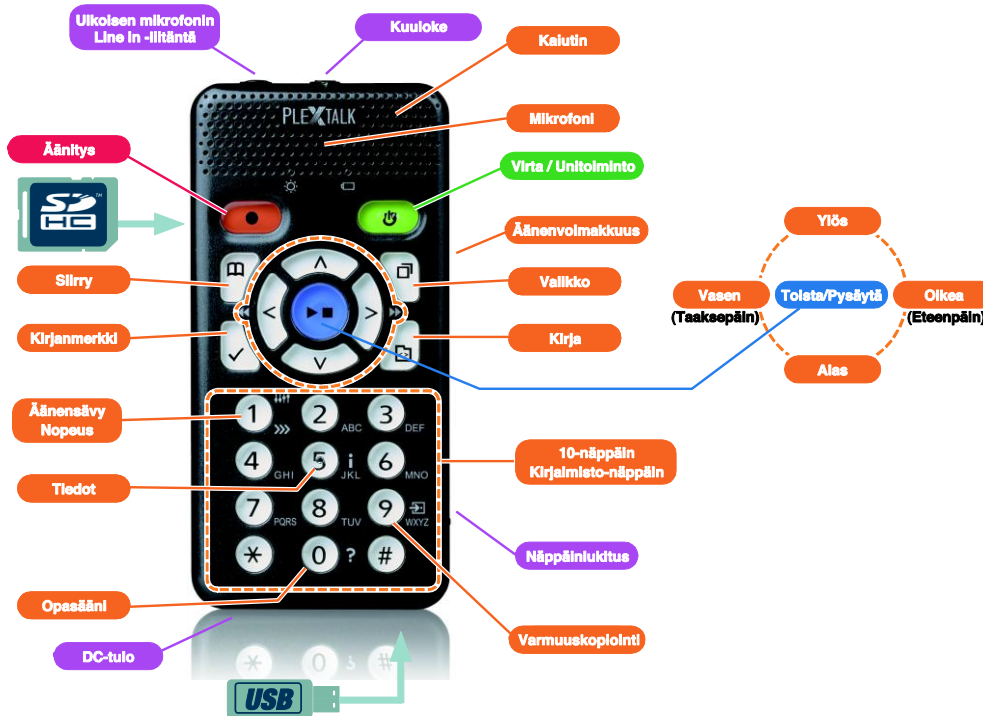 Ulkoisen mikrofonin
Line in -liitäntä
Kuuloke
Kaiutin
PLEXTALK
Mikrofoni
Äänitys
Virta / Unitoiminto
SD™
HC
Äänenvoimakkuus
Ylös
Siirry
Valikko
Vasen
(Taaksepäin)
Toista/Pysäytä
Oikea
(Eteenpäin)
Kirjanmerkki
Kirja
Alas
Äänensävy
Nopeus
1 >>>
2 ABC
3 DEF
10-näppäin
Kirjaimisto-näppäin
4 GHI
5 i JKL
6 MNO
Tiedot
7 PQRS
8 TUV
9 WXYZ
Näppäinlukitus
* 0 ? #
Opasääni
Varmuuskopiointi
DC-tulo
USB